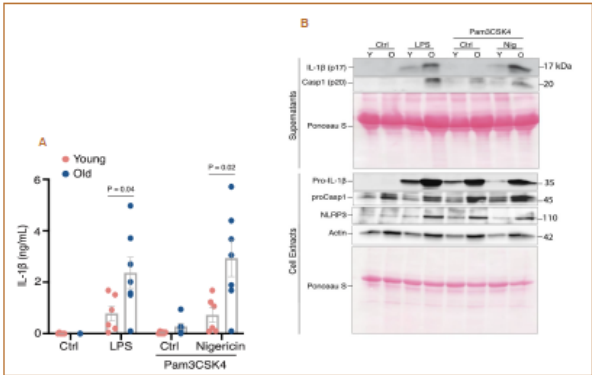 A
Young
Old
P = 0.04
P = 0.02
IL-1β (ng/mL)
6
4
2
0
Ctrl
LPS
Ctrl
Nigericin
Pam3CSK4
B
Pam3CSK4
Ctrl
LPS
Ctrl
Nig
Y O Y O Y O Y O
Supernatants
IL-1β (p17)
17 kDa
Casp1 (p20)
20
Ponceau S
Cell Extracts
Pro-IL-1β
35
proCasp1
45
NLRP3
110
Actin
42
Ponceau S